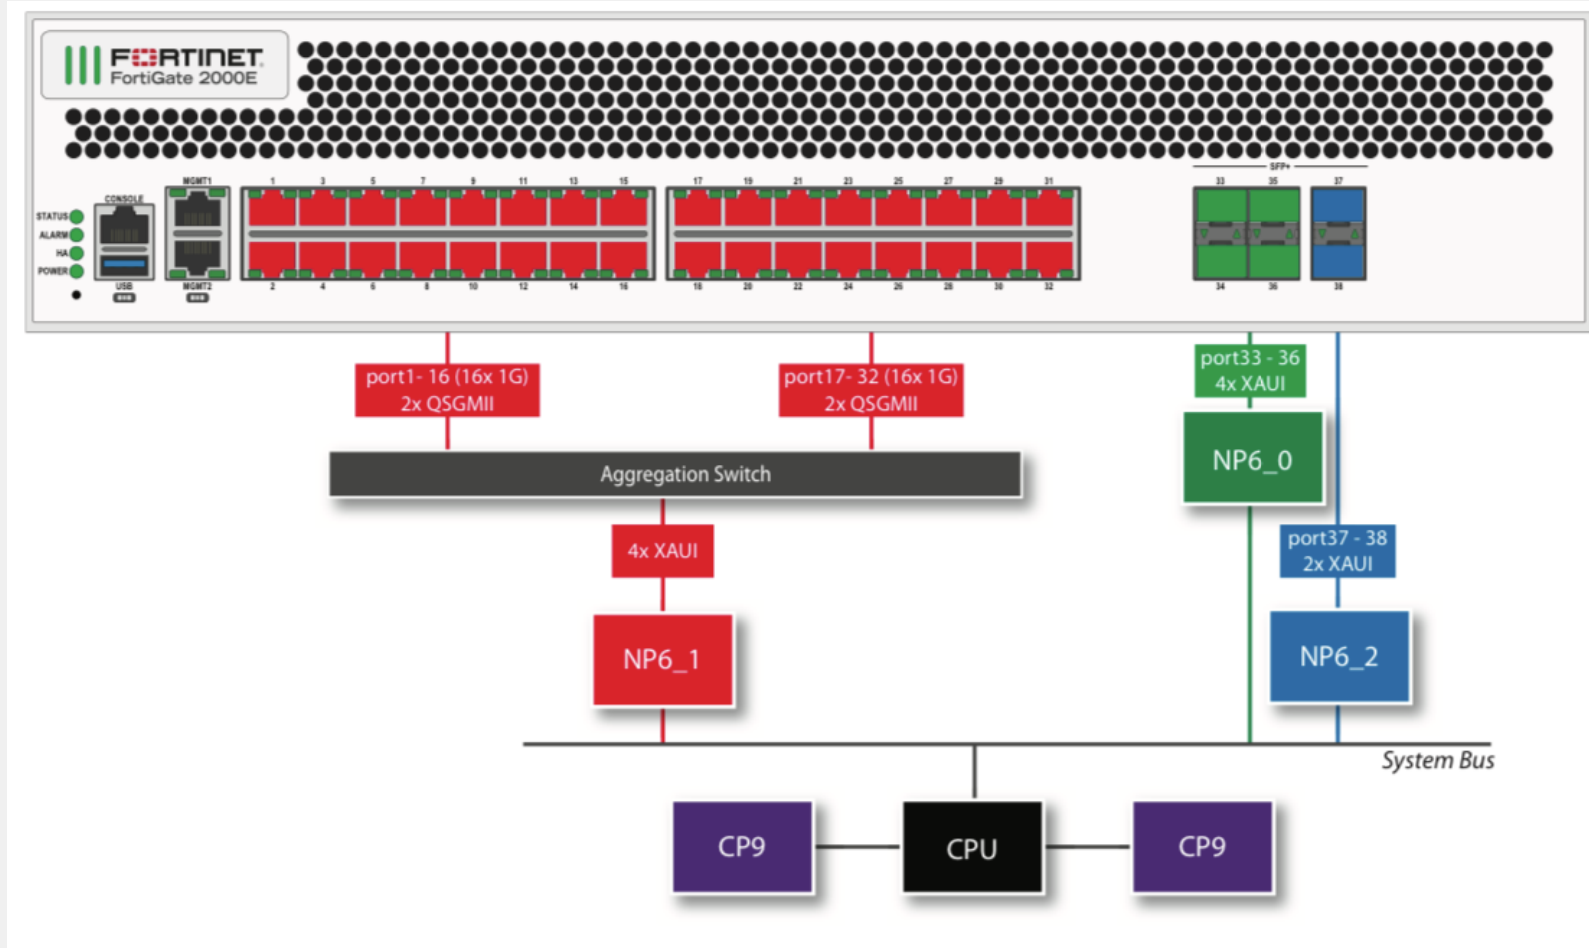 FORTINET
FortiGate 2000E
SFP+
MGMT1
1 3 5 7 9 11 13 15
17 19 21 23 25 27 29 31
33 35 37
CONSOLE
STATUS
ALARM
HA
POWER
USB
MGMT2
2 4 6 8 10 12 14 16
18 20 22 24 26 28 30 32
34 36 38
port1- 16 (16x 1G)
2x QSGMII
port17- 32 (16x 1G)
2x QSGMII
port33 - 36
4x XAUI
Aggregation Switch
NP6_0
4x XAUI
port37 - 38
2x XAUI
NP6_1
NP6_2
System Bus
CP9
CPU
CP9